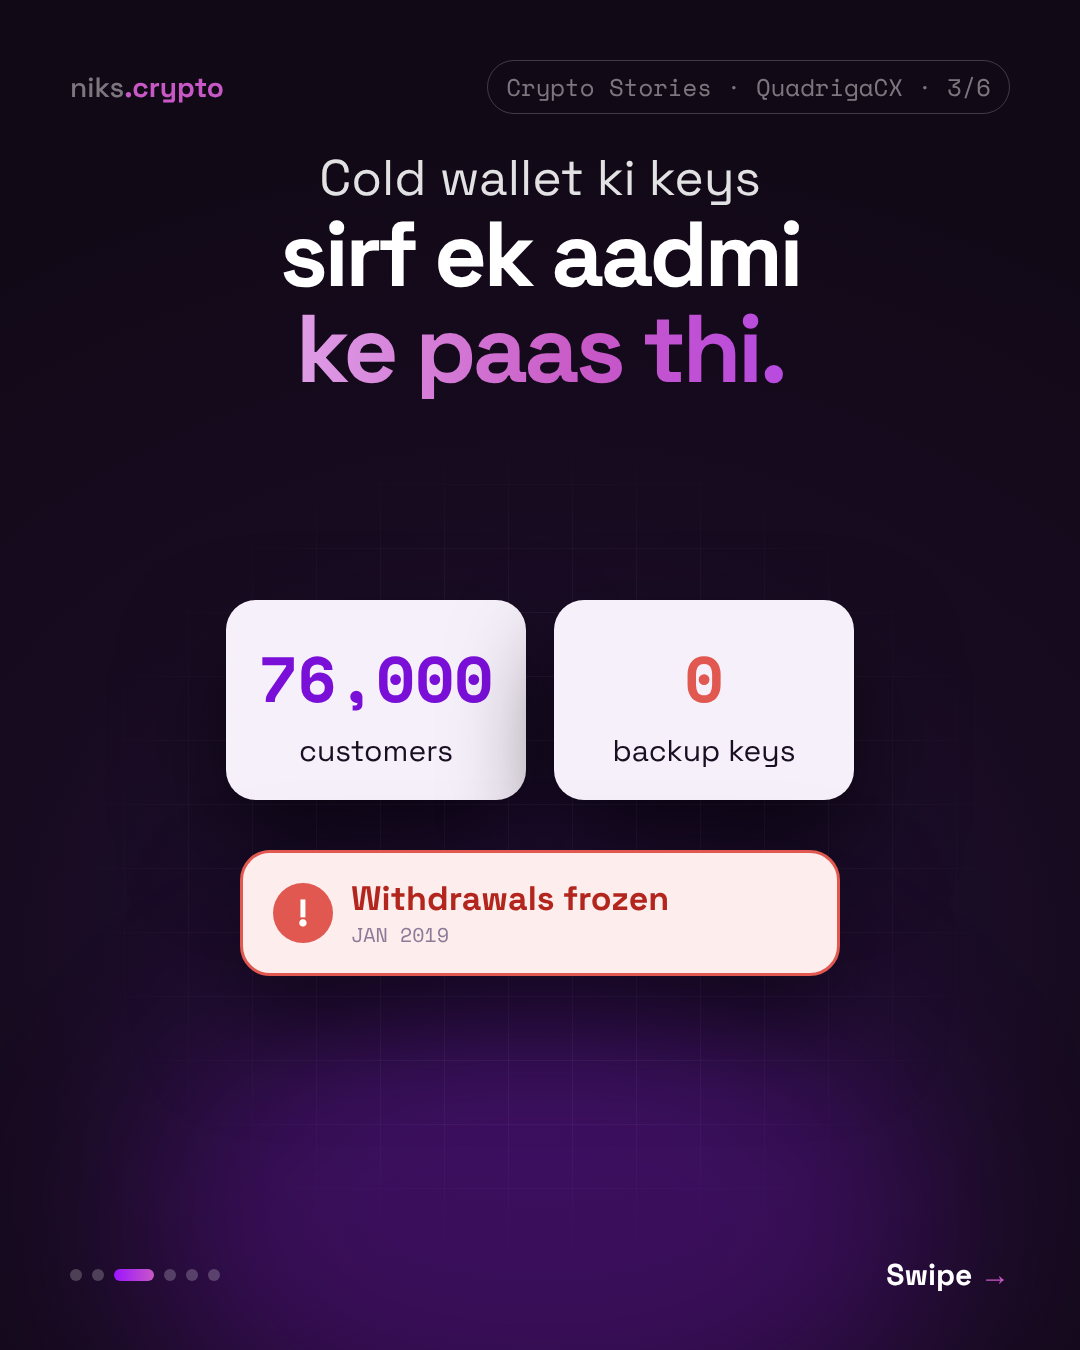 niks.crypto
Crypto Stories · QuadrigaCX · 3/6
Cold wallet ki keys
sirf ek aadmi
ke paas thi.
76,000
customers
0
backup keys
!
Withdrawals frozen
JAN 2019
Swipe →